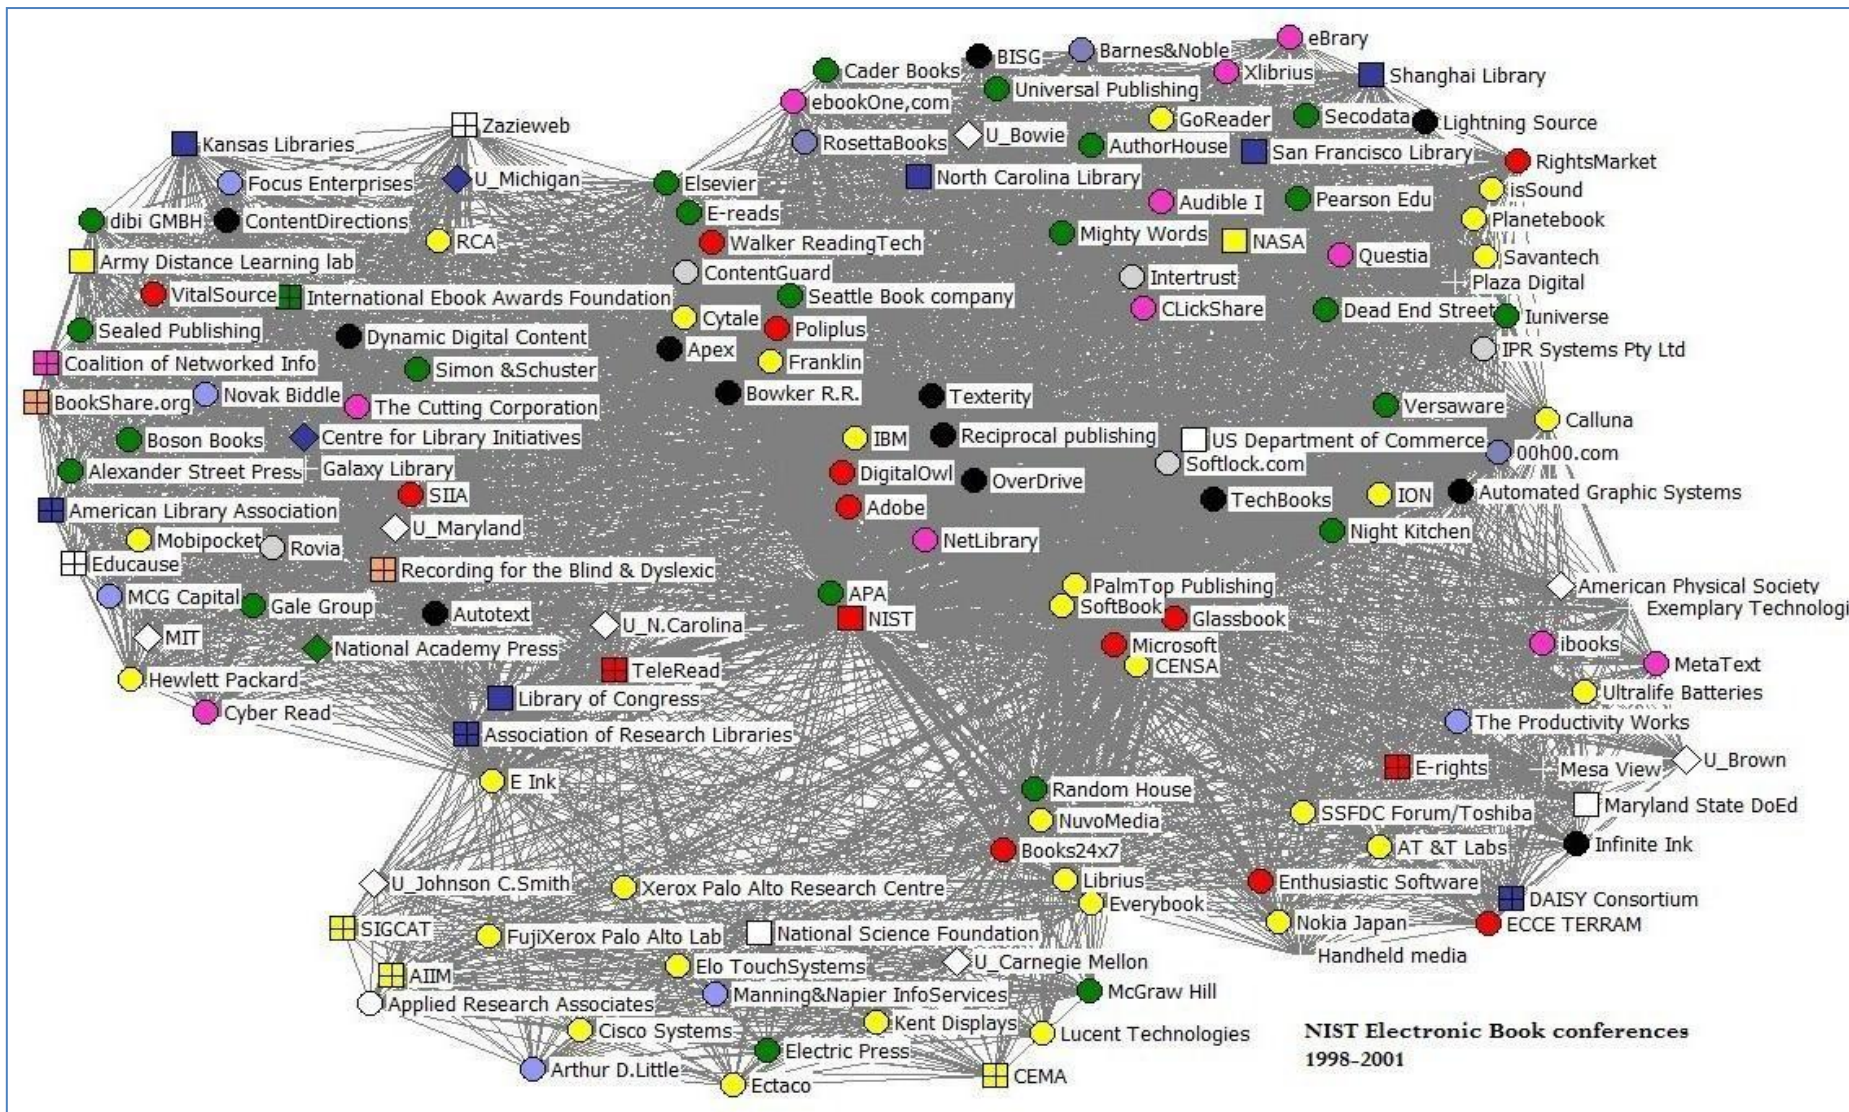 eBrary
Barnes&Noble
BISG
Cader Books
Xlibrius
Shanghai Library
Universal Publishing
ebookOne,com
GoReader
Secodata
Lightning Source
Zazieweb
U_Bowie
RosettaBooks
AuthorHouse
Kansas Libraries
San Francisco Library
RightsMarket
North Carolina Library
U_Michigan
Focus Enterprises
Elsevier
isSound
Pearson Edu
Audible I
E-reads
dibi GMBH
ContentDirections
Planetebook
Mighty Words
RCA
Walker ReadingTech
NASA
Questia
Savantech
Army Distance Learning lab
ContentGuard
Intertrust
Plaza Digital
VitalSource
International Ebook Awards Foundation
Seattle Book company
CLickShare
Dead End Street
Iuniverse
Cytale
Sealed Publishing
Poliplus
Dynamic Digital Content
Apex
IPR Systems Pty Ltd
Coalition of Networked Info
Franklin
Simon &Schuster
Bowker R.R.
Texterity
Novak Biddle
BookShare.org
The Cutting Corporation
Versaware
Calluna
Boson Books
Centre for Library Initiatives
IBM
Reciprocal publishing
US Department of Commerce
00h00.com
Softlock.com
Alexander Street Press
Galaxy Library
DigitalOwl
OverDrive
SIIA
TechBooks
ION
Automated Graphic Systems
American Library Association
Adobe
U_Maryland
Night Kitchen
Mobipocket
Rovia
NetLibrary
Educause
Recording for the Blind & Dyslexic
PalmTop Publishing
American Physical Society
APA
MCG Capital
Gale Group
SoftBook
Exemplary Technologi
Autotext
NIST
Glassbook
U_N.Carolina
MIT
National Academy Press
Microsoft
ibooks
CENSA
MetaText
TeleRead
Hewlett Packard
Ultralife Batteries
Library of Congress
Cyber Read
The Productivity Works
Association of Research Libraries
U_Brown
E-rights
Mesa View
E Ink
Random House
Maryland State DoEd
SSFDC Forum/Toshiba
NuvoMedia
Infinite Ink
AT &T Labs
Books24x7
Librius
Enthusiastic Software
U_Johnson C.Smith
Xerox Palo Alto Research Centre
DAISY Consortium
Everybook
Nokia Japan
ECCE TERRAM
SIGCAT
FujiXerox Palo Alto Lab
National Science Foundation
Handheld media
U_Carnegie Mellon
Elo TouchSystems
AIIM
McGraw Hill
Manning&Napier InfoServices
Applied Research Associates
Kent Displays
Cisco Systems
Lucent Technologies
NIST Electronic Book conferences
1998-2001
Electric Press
Arthur D.Little
CEMA
Ectaco